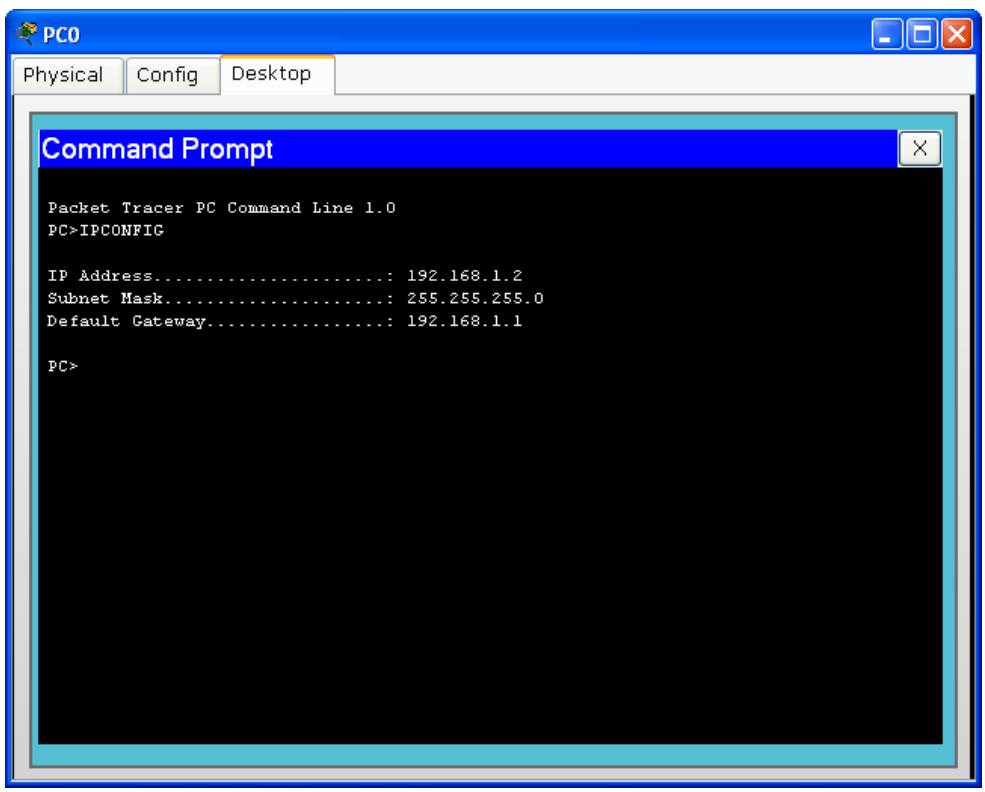 PC0
Physical Config Desktop
Command Prompt
X
Packet Tracer PC Command Line 1.0
PC>IPCONFIG
IP Address......................: 192.168.1.2
Subnet Mask.....................: 255.255.255.0
Default Gateway.................: 192.168.1.1
PC>